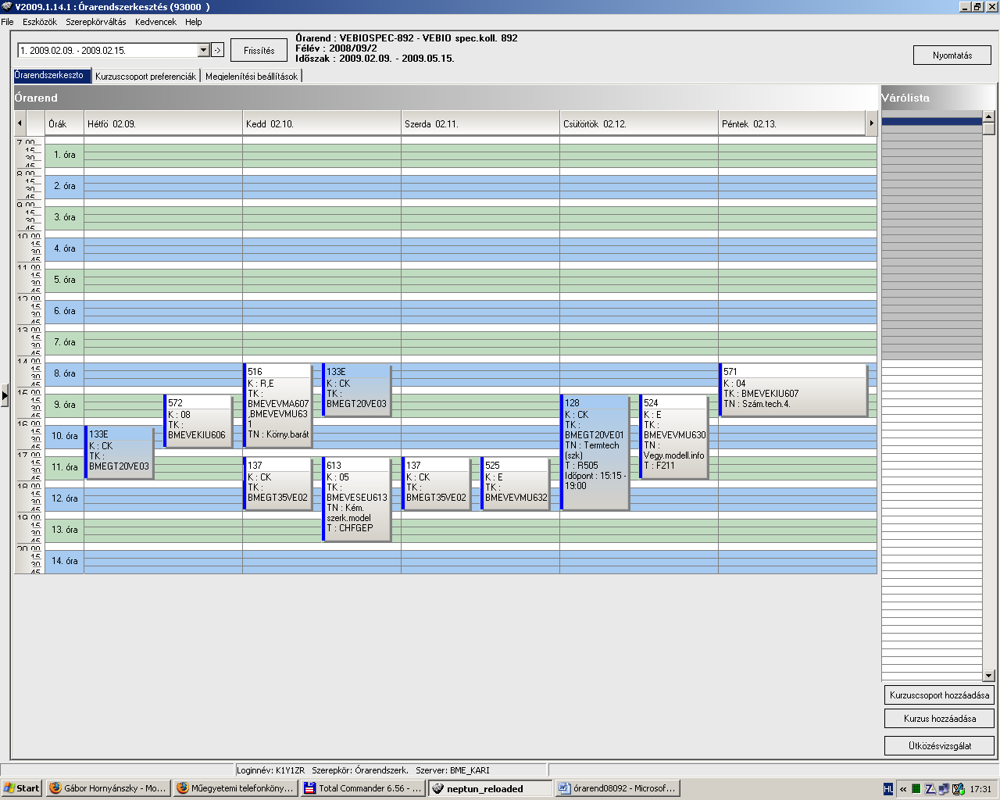 V2009.1.14.1 : Órarendszerkesztés (93000 )
File Eszközök Szerepkörváltás Kedvencek Help
1. 2009.02.09. - 2009.02.15.
->
Frissítés
Órarend : VEBIOSPEC-892 - VEBIO spec.koll. 892
Félév : 2008/09/2
Időszak : 2009.02.09. - 2009.05.15.
Nyomtatás
Órarendszerkeszto
Kurzuscsoport preferenciák
Megjelenítési beállítások
Órarend
Várólista
Órák
Hétfő 02.09.
Kedd 02.10.
Szerda 02.11.
Csütörtök 02.12.
Péntek 02.13.
7 00
15
30
45
1. óra
8 00
15
30
45
2. óra
9 00
15
30
45
3. óra
10 00
15
30
45
4. óra
11 00
15
30
45
5. óra
12 00
15
30
45
6. óra
13 00
15
30
45
7. óra
14 00
15
30
45
8. óra
15 00
15
30
45
9. óra
16 00
15
30
45
10. óra
17 00
15
30
45
11. óra
18 00
15
30
45
12. óra
19 00
15
30
45
13. óra
20 00
15
30
45
14. óra
133E
K : CK
TK :
BMEGT20VE03
572
K : 08
TK :
BMEVEKIU606
516
K : R,E
TK :
BMEVEVMA607
,BMEVEVMU63
1
TN : Körny.barát
133E
K : CK
TK :
BMEGT20VE03
137
K : CK
TK :
BMEGT35VE02
613
K : 05
TK :
BMEVESEU613
TN : Kém.
szerk.model
T : CHFGEP
137
K : CK
TK :
BMEGT35VE02
525
K : E
TK :
BMEVEVMU632
128
K : CK
TK :
BMEGT20VE01
TN : Termtech
(szk)
T : R505
Időpont : 15:15 -
19:00
524
K : E
TK :
BMEVEVMU630
TN :
Vegy.modell.info
T : F211
571
K : 04
TK : BMEVEKIU607
TN : Szám.tech.4.
Kurzuscsoport hozzáadása
Kurzus hozzáadása
Ütközésvizsgálat
Loginnév: K1Y1ZR Szerepkör: Órarendszerk. Szerver: BME_KARI
Start
Gábor Hornyánszky - Mo...
Műegyetemi telefonköny...
Total Commander 6.56 - ...
neptun_reloaded
órarend08092 - Microsof...
HU
«
17:31